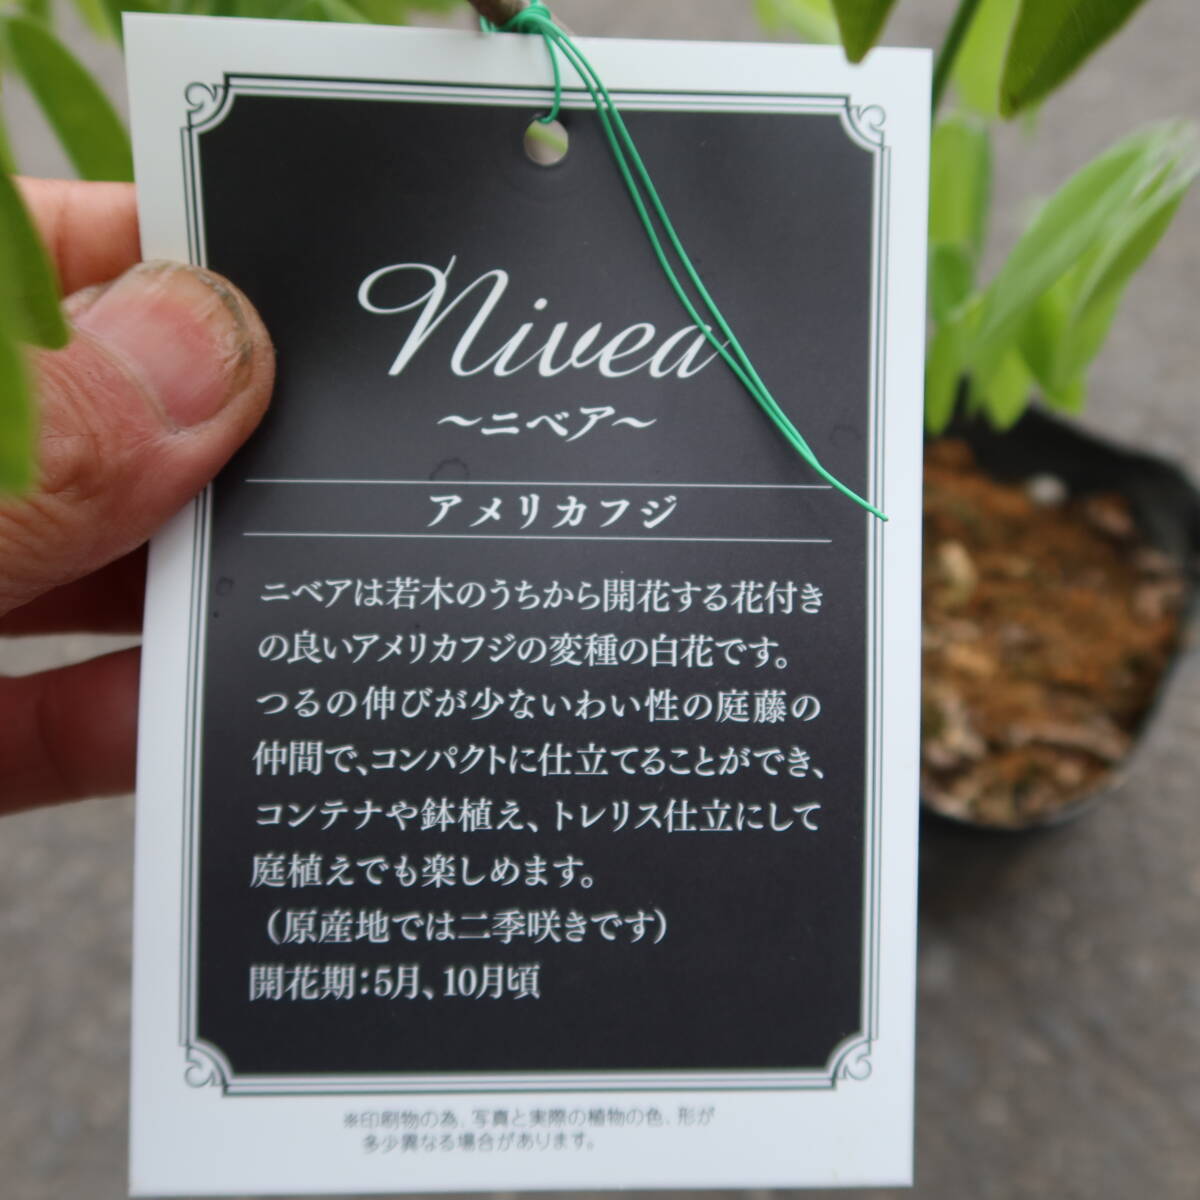 Nivea
～ニベア～
アメリカフジ
ニベアは若木のうちから開花する花付き
の良いアメリカフジの変種の白花です。
つるの伸びが少ないわい性の庭藤の
仲間で、コンパクトに仕立てることができ、
コンテナや鉢植え、トレリス仕立にして
庭植えでも楽しめます。
（原産地では二季咲きです）
開花期：5月、10月頃
※印刷物の為、写真と実際の植物の色、形が
多少異なる場合があります。